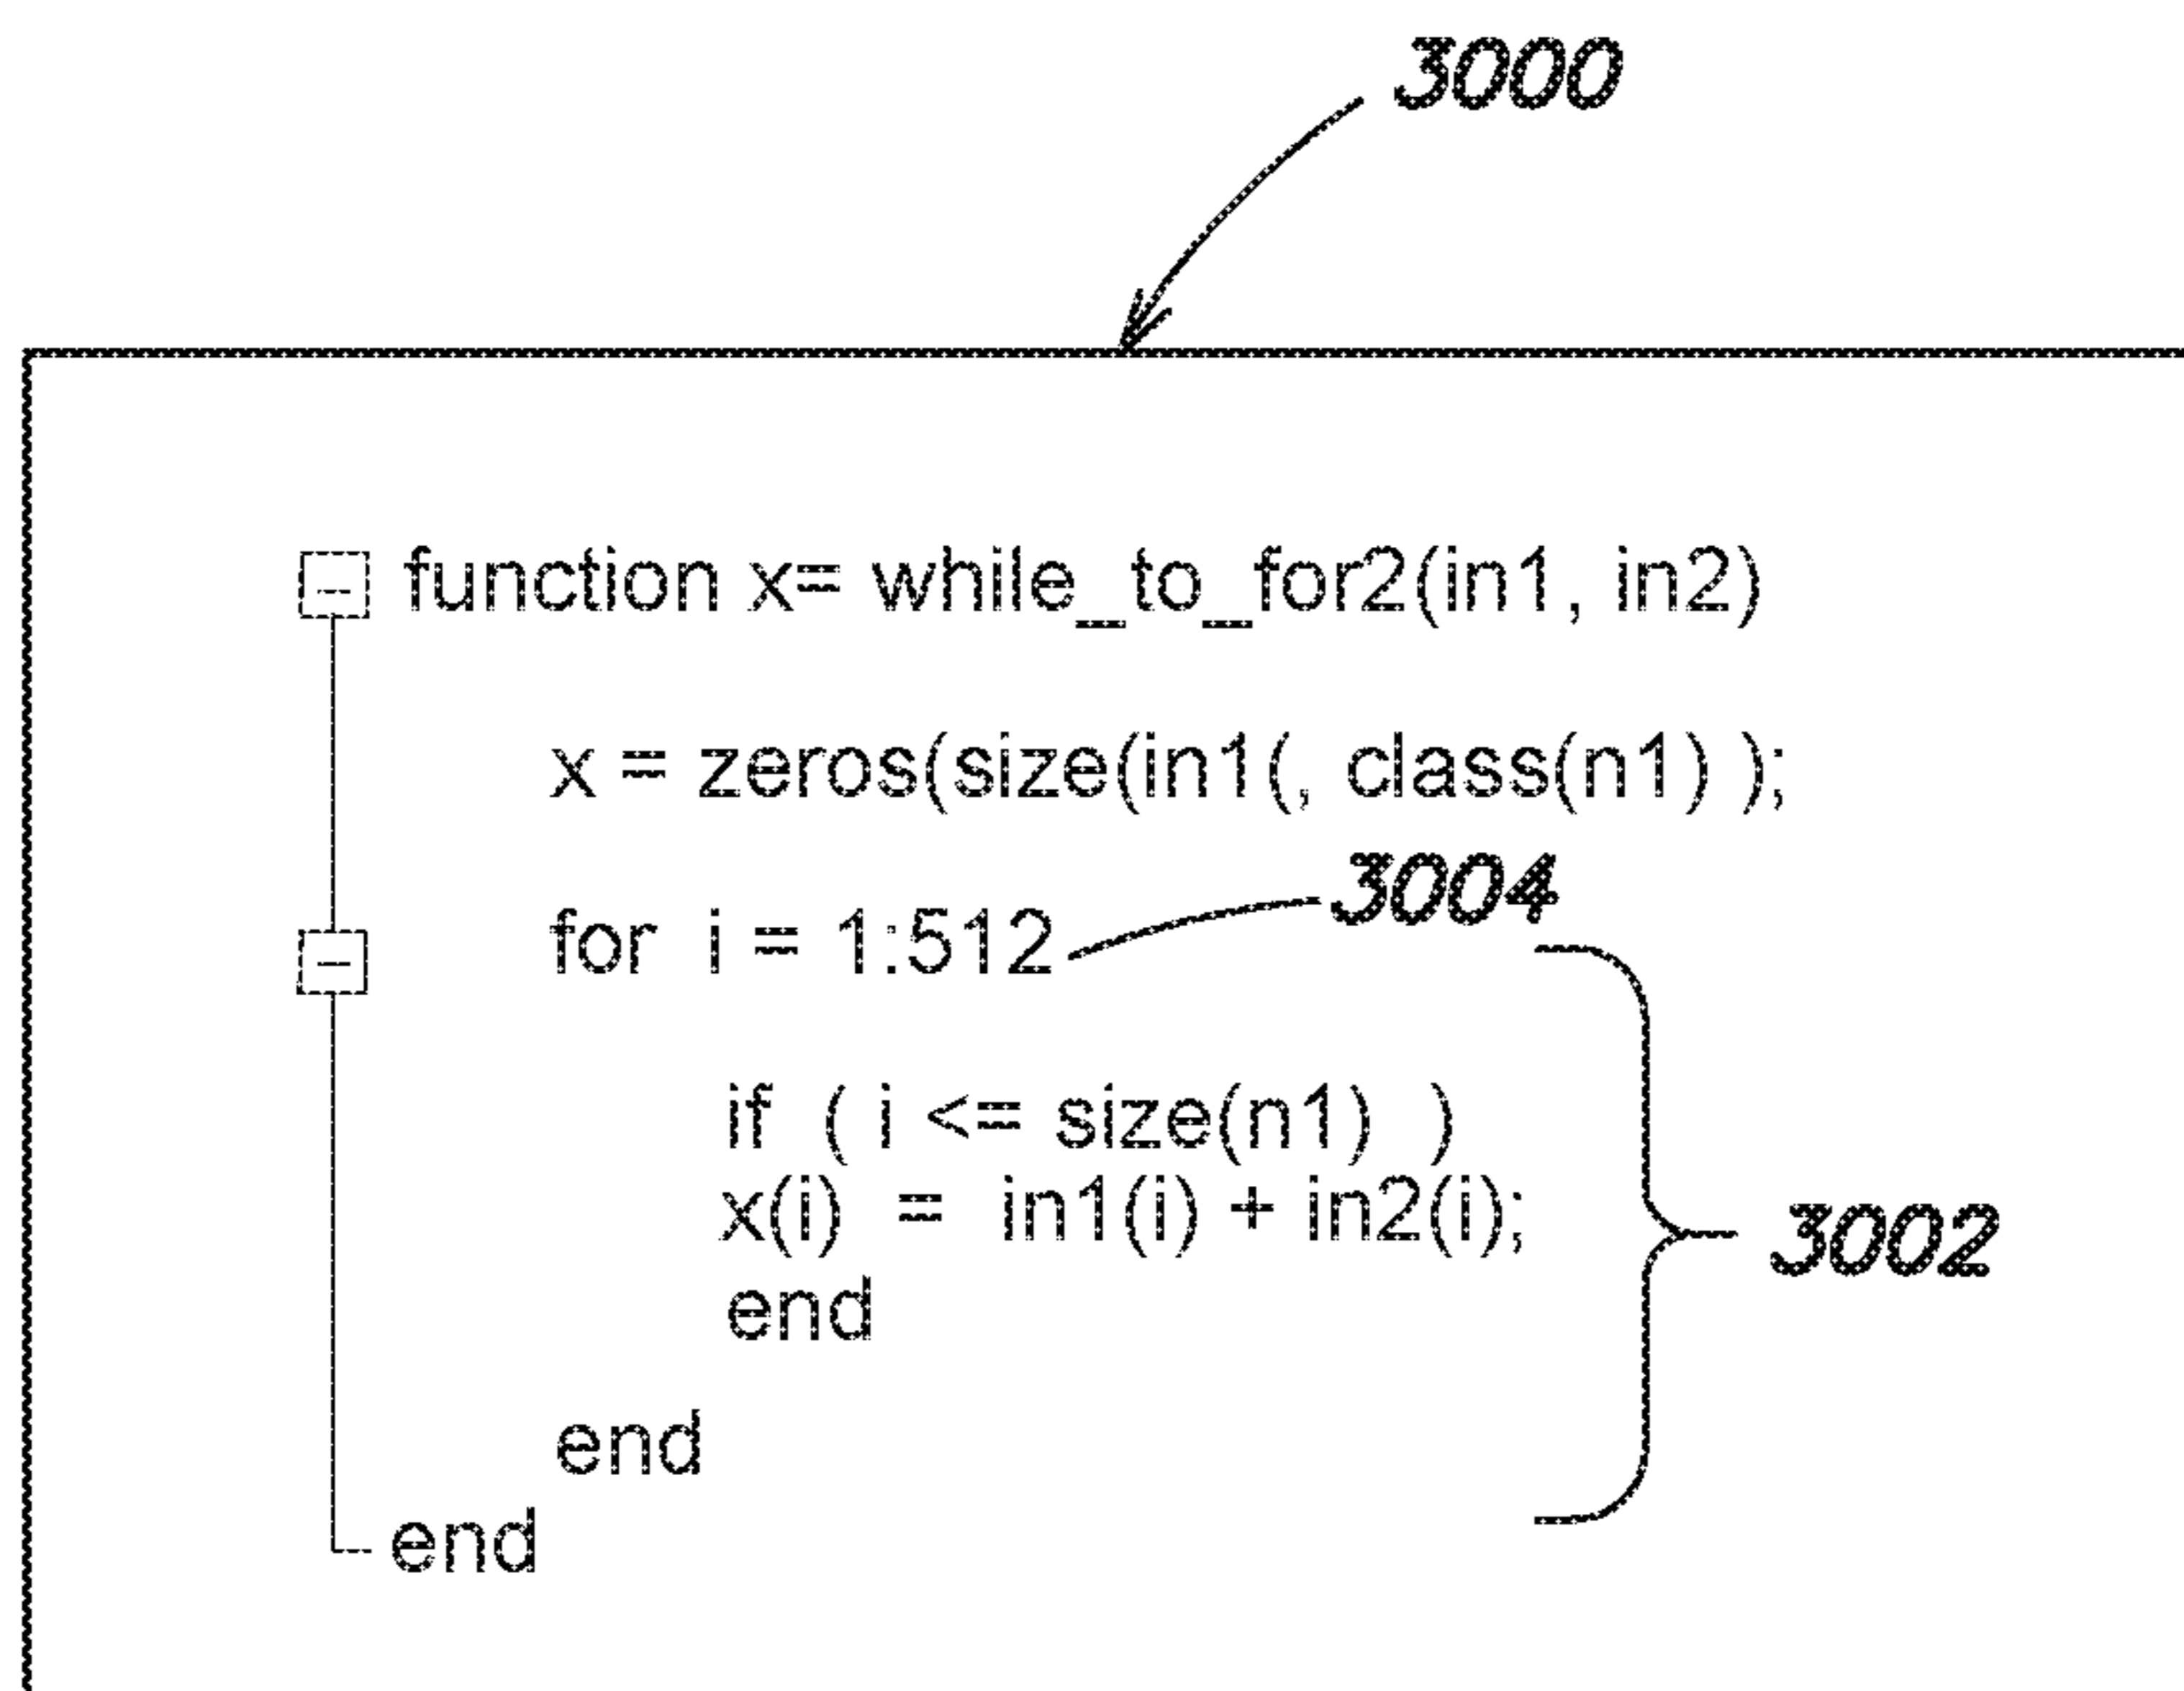 3000
function x= while_to_for2(in1, in2)
x = zeros(size(in1(, class(n1) );
3004
for i = 1:512
if ( i <= size(n1) )
x(i) = in1(i) + in2(i);
3002
end
end
end